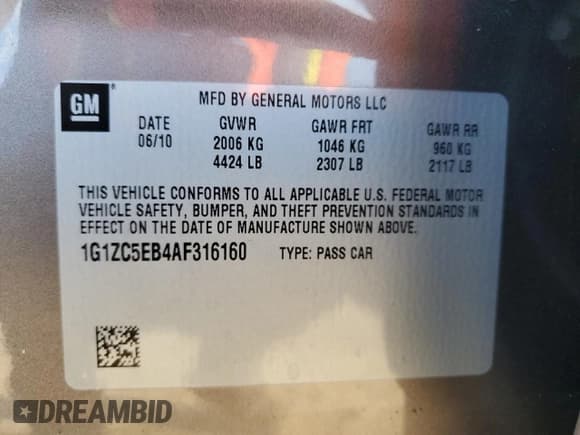 GM ®
MFD BY GENERAL MOTORS LLC
DATE GVWR GAWR FRT GAWR RR
06/10 2006 KG 1046 KG 960 KG
4424 LB 2307 LB 2117 LB
THIS VEHICLE CONFORMS TO ALL APPLICABLE U.S. FEDERAL MOTOR
VEHICLE SAFETY, BUMPER, AND THEFT PREVENTION STANDARDS IN
EFFECT ON THE DATE OF MANUFACTURE SHOWN ABOVE.
1G1ZC5EB4AF316160 TYPE: PASS CAR
DREAMBID